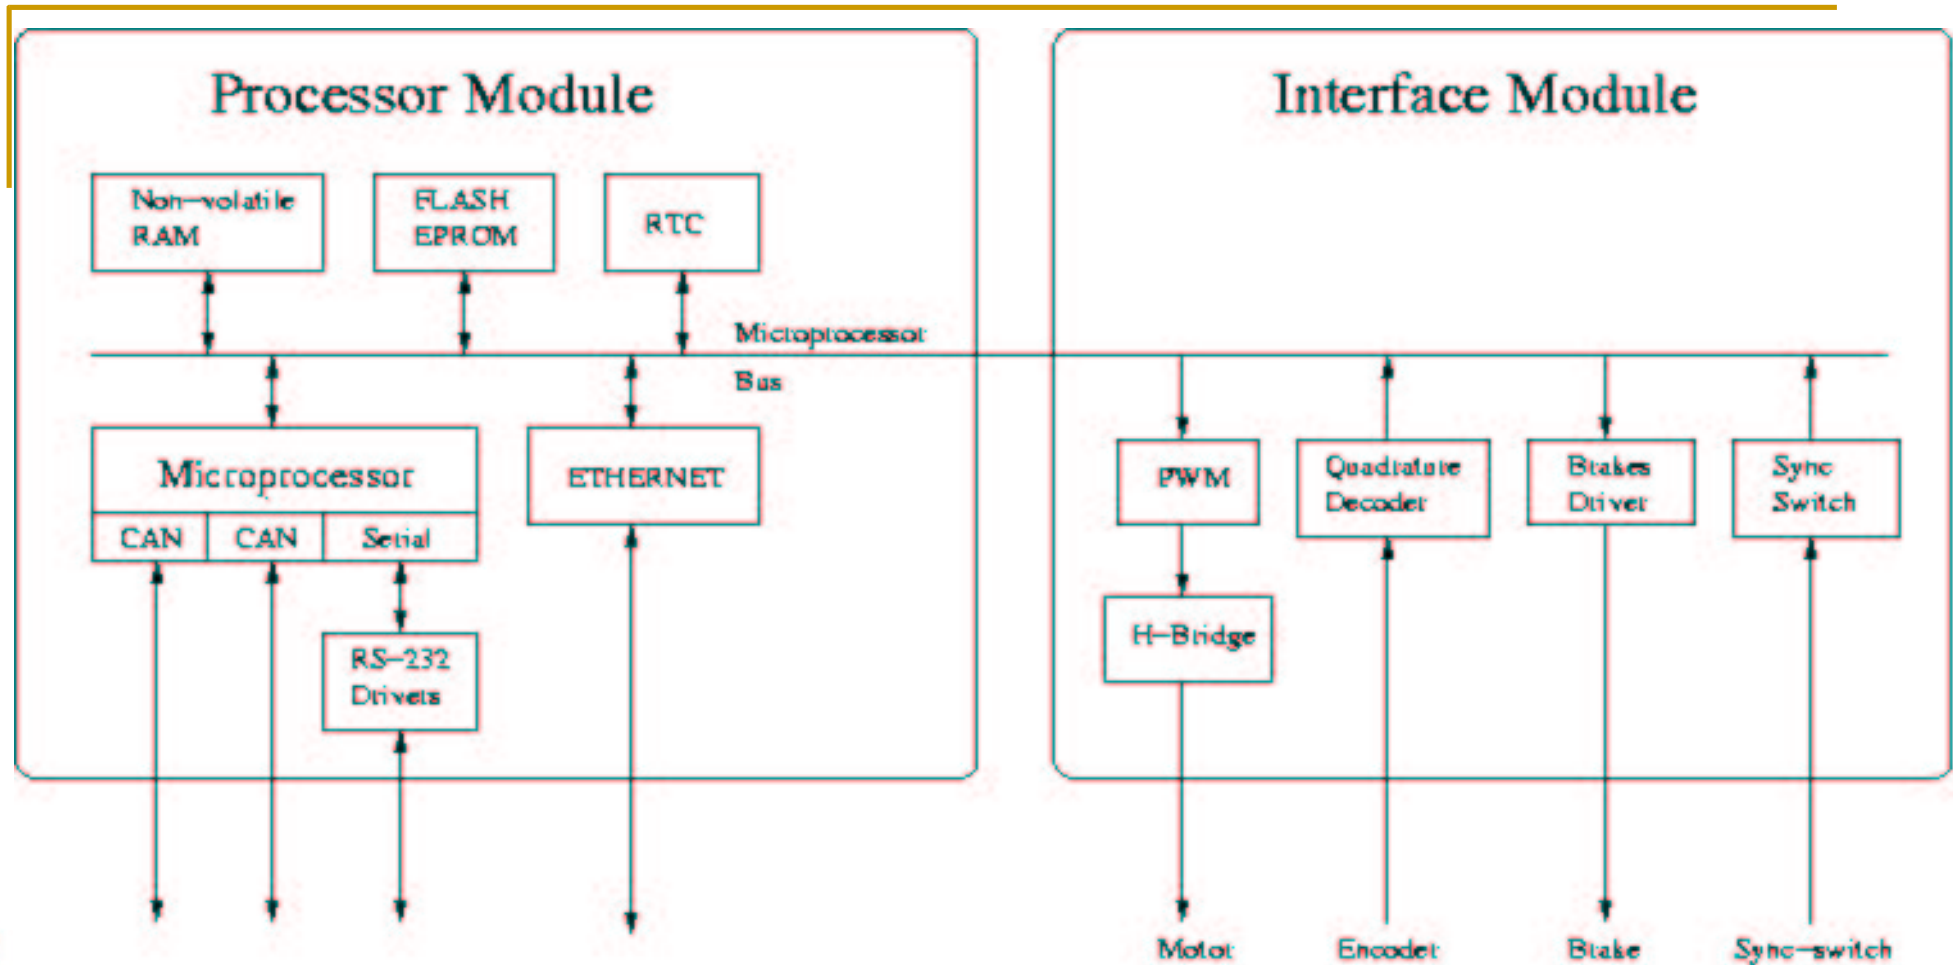 Processor Module
Interface Module
Non-volatile
RAM
FLASH
EPROM
RTC
Microprocessor
Bus
Microprocessor
CAN
CAN
Serial
ETHERNET
RS-232
Drivers
PWM
Quadrature
Decoder
Brakes
Driver
Sync
Switch
H-Bridge
Motor
Encoder
Brake
Sync-switch